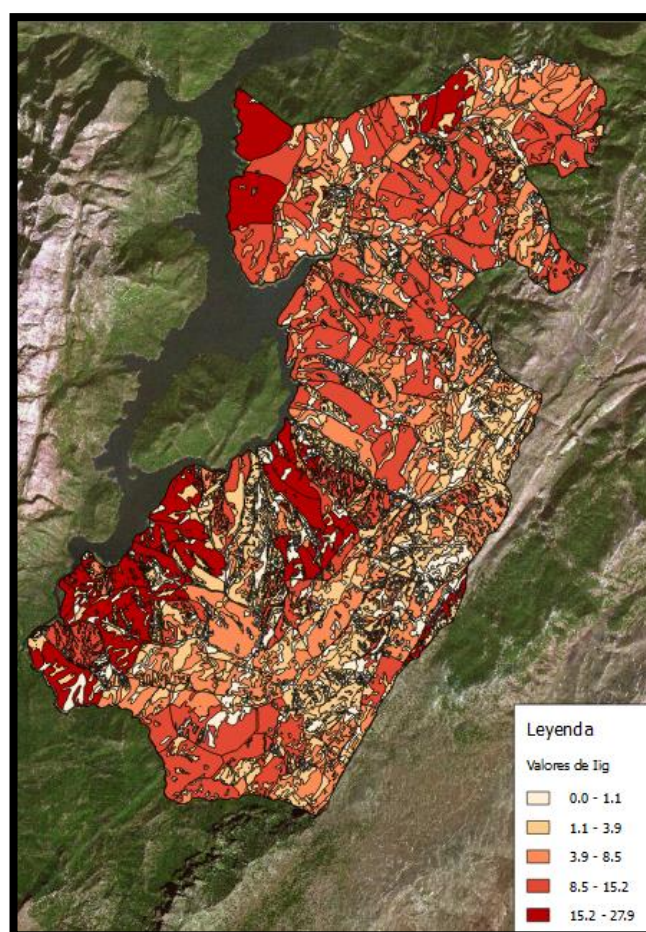 Leyenda
Valores de Iig
0.0 - 1.1
1.1 - 3.9
3.9 - 8.5
8.5 - 15.2
15.2 - 27.9